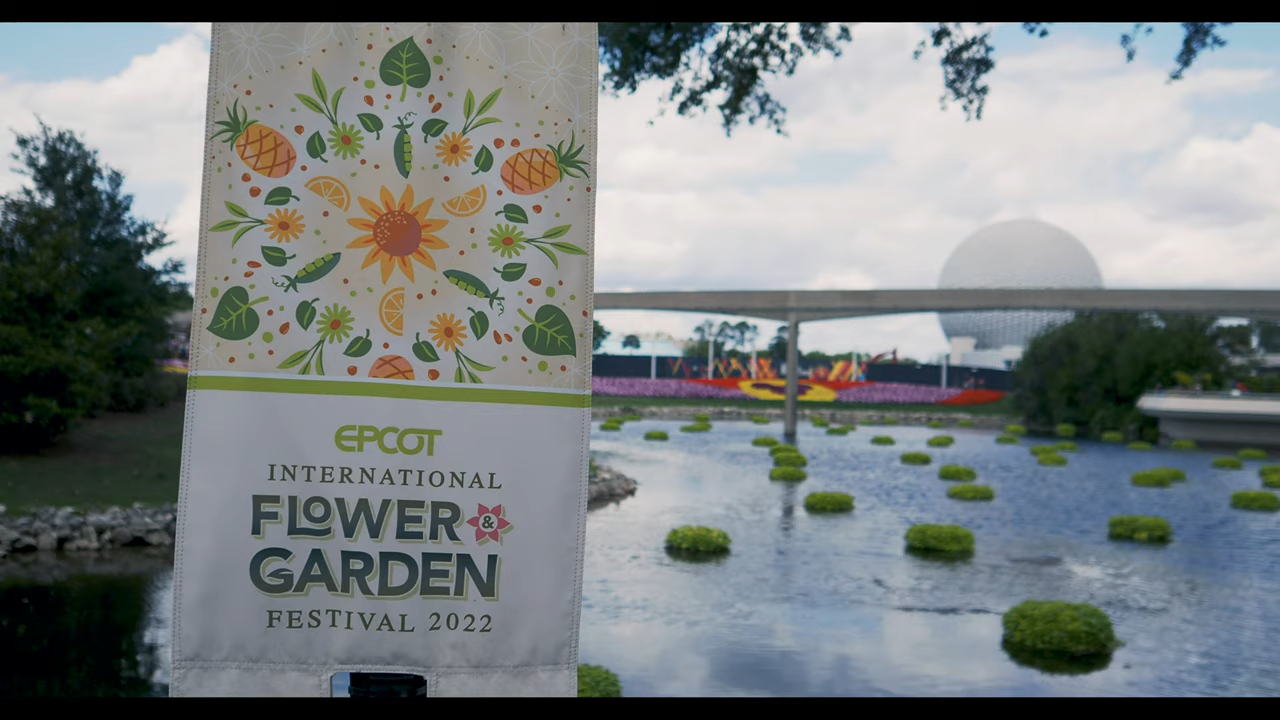 EPCOT
INTERNATIONAL
FLOWER &
GARDEN
FESTIVAL 2022